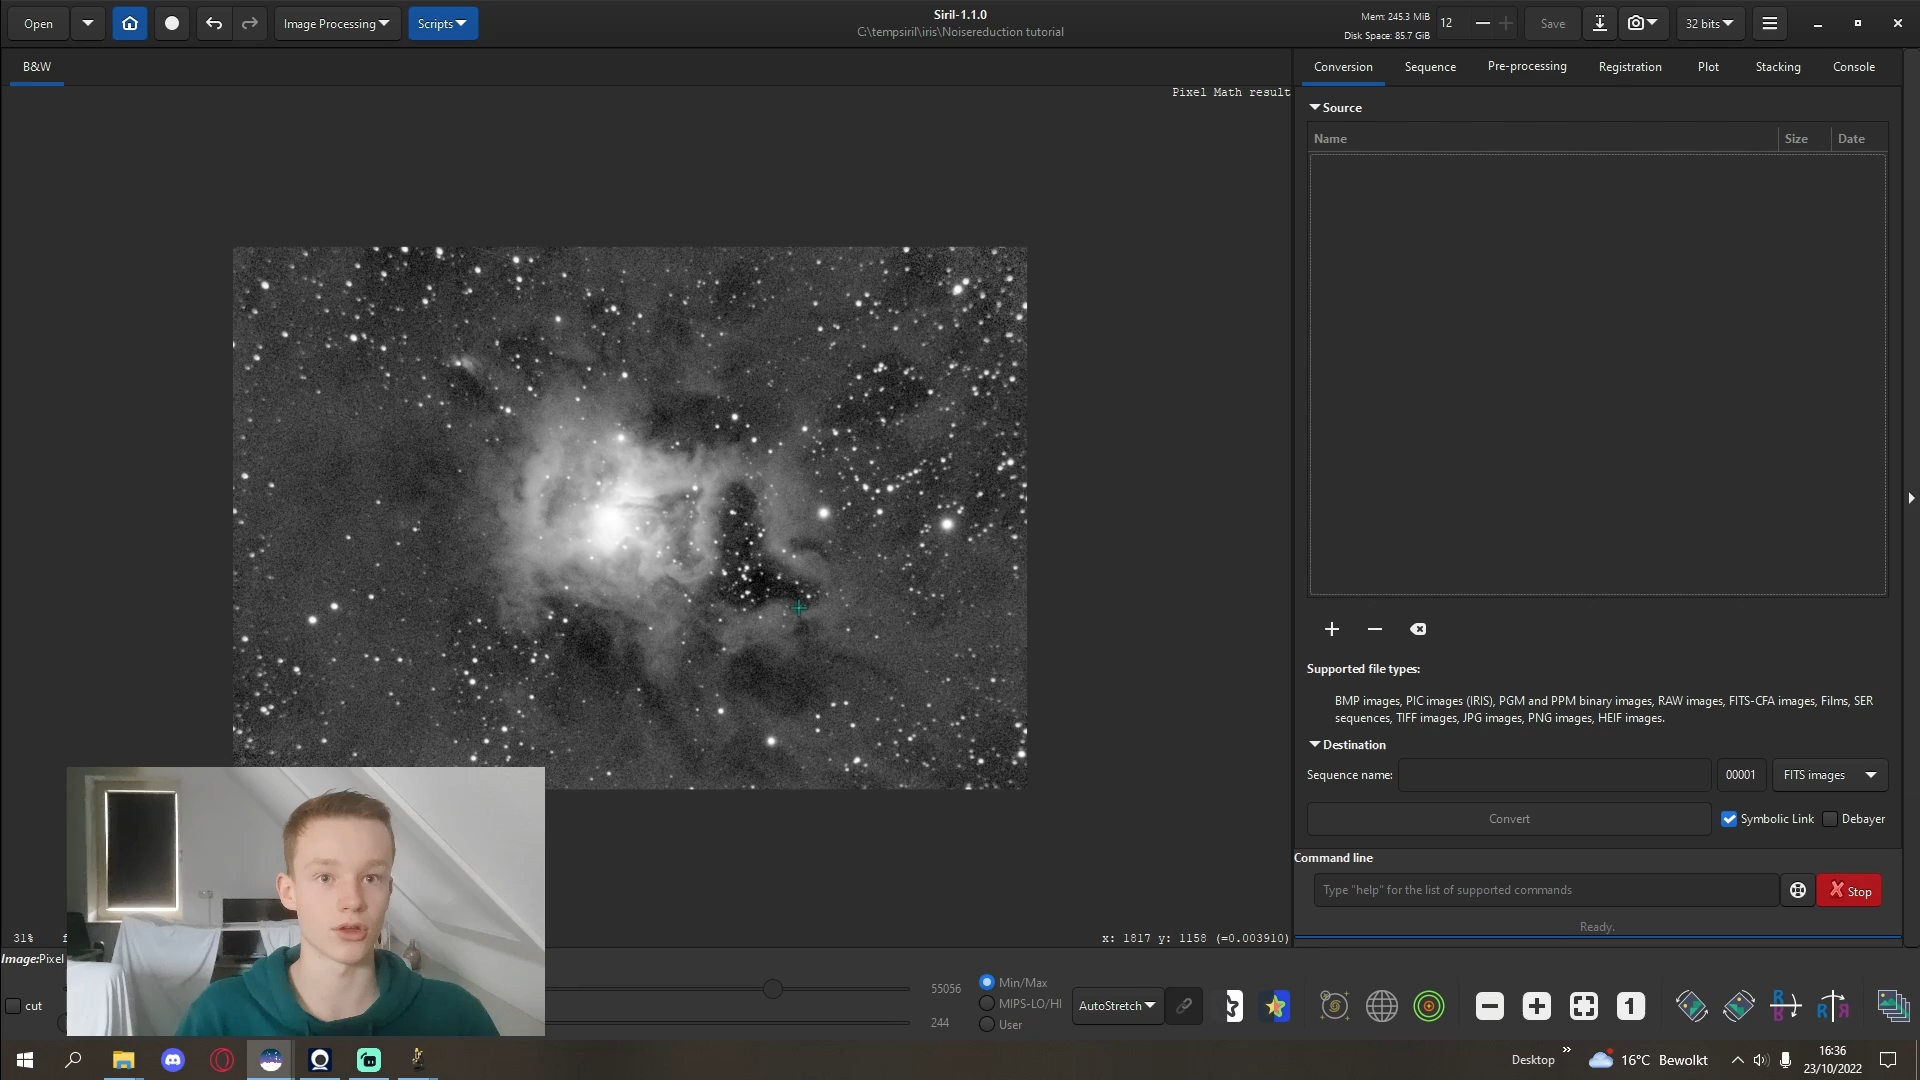 Open
Image Processing
Scripts
Siril-1.1.0
C:\tempsiril\iris\Noisereduction tutorial
Mem: 245.3 MiB
Disk Space: 85.7 GiB
12
Save
32 bits
B&W
Pixel Math result
Conversion
Sequence
Pre-processing
Registration
Plot
Stacking
Console
Source
Name
Size
Date
Supported file types:
BMP images, PIC images (IRIS), PGM and PPM binary images, RAW images, FITS-CFA images, Films, SER
sequences, TIFF images, JPG images, PNG images, HEIF images.
Destination
Sequence name:
00001
FITS images
Convert
Symbolic Link
Debayer
Command line
Type "help" for the list of supported commands
Stop
Ready.
31%
x: 1817 y: 1158 (=0.003910)
Image:Pixel
cut
55056
244
Min/Max
MIPS-LO/HI
User
AutoStretch
1
R
R
R R
Desktop
16°C Bewolkt
16:36
23/10/2022